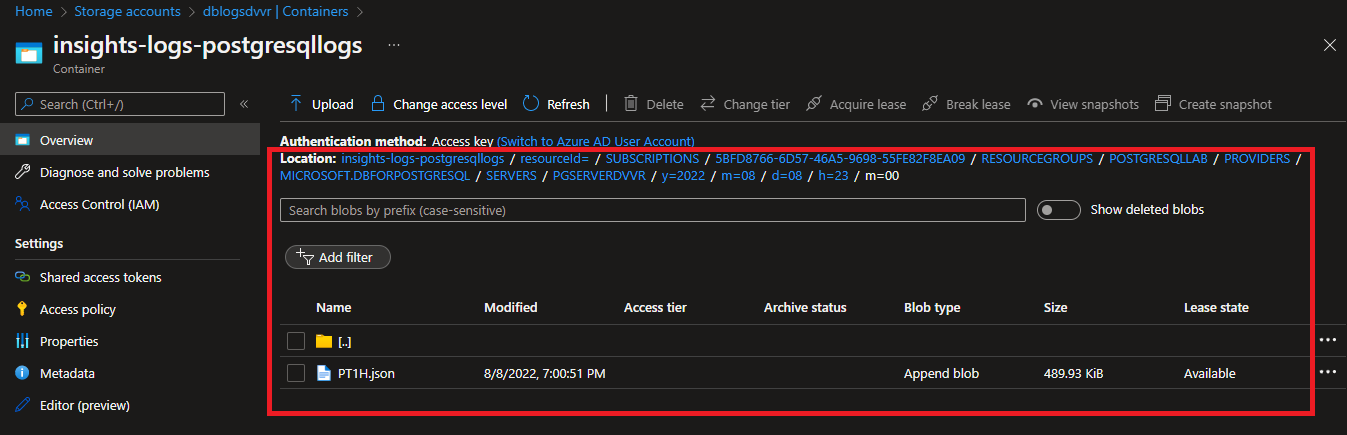 Home > Storage accounts > dblogsdvvr | Containers >
insights-logs-postgresqllogs ...
Container
Search (Ctrl+/) «
Overview
Diagnose and solve problems
Access Control (IAM)
Settings
Shared access tokens
Access policy
Properties
Metadata
Editor (preview)
Upload Change access level Refresh | Delete Change tier Acquire lease Break lease View snapshots Create snapshot
Authentication method: Access key (Switch to Azure AD User Account)
Location: insights-logs-postgresqllogs / resourceId= / SUBSCRIPTIONS / 5BFD8766-6D57-46A5-9698-55FE82F8EA09 / RESOURCEGROUPS / POSTGRESQLLAB / PROVIDERS /
MICROSOFT.DBFORPOSTGRESQL / SERVERS / PGSERVERDVVR / y=2022 / m=08 / d=08 / h=23 / m=00
Search blobs by prefix (case-sensitive) Show deleted blobs
Add filter
Name Modified Access tier Archive status Blob type Size Lease state
[..] ...
PT1H.json 8/8/2022, 7:00:51 PM Append blob 489.93 KiB Available ...